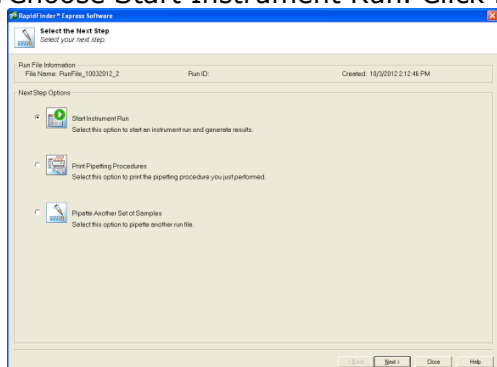 Choose Start Instrument Run. Click
RapidFinder™ Express Software
Select the Next Step
Select your next step.
Run File Information
File Name: RunFile_10032012_2 Run ID: Created: 10/3/2012 2:12:46 PM
Next Step Options
Start Instrument Run
Select this option to start an instrument run and generate results.
Print Pipetting Procedures
Select this option to print the pipetting procedure you just performed.
Pipette Another Set of Samples
Select this option to pipette another run file.
< Back Next > Close Help